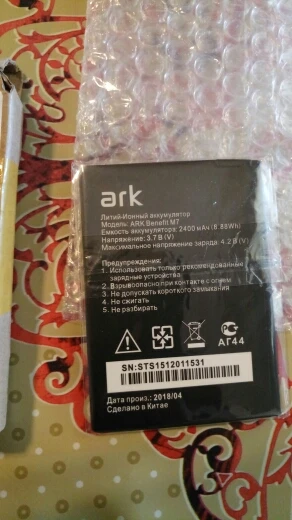 ark
Литий-Ионный аккумулятор
Модель: ARK Benefit M7
Емкость аккумулятора: 2400 мАч (8.88Wh)
Напряжение: 3.7 В (V)
Максимальное напряжение заряда: 4.2 В (V)
Предупреждения:
1. Использовать только рекомендованные
зарядные устройства
2. Взрывоопасно при контакте с огнем
3. Не допускать короткого замыкания
4. Не сжигать
5. Не разбирать
АГ44
SN:STS1512011531
Дата произ.: 2018/04
Сделано в Китае